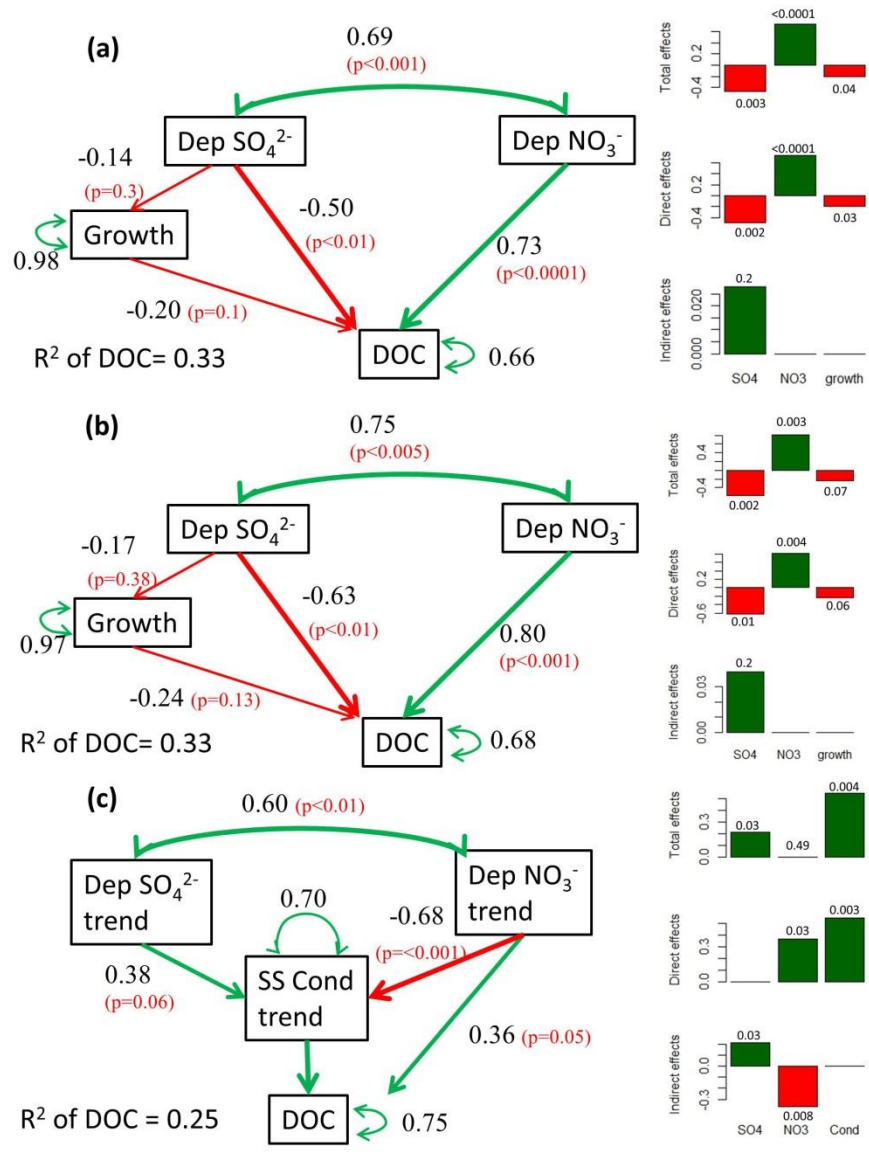 (a)
0.69
(p<0.001)
Dep SO₄²⁻
Dep NO₃⁻
-0.14
(p=0.3)
Growth
0.98
-0.50
(p<0.01)
0.73
(p<0.0001)
-0.20 (p=0.1)
DOC
0.66
R² of DOC= 0.33
Total effects
0.2
-0.4
<0.0001
0.003
0.04
Direct effects
0.2
-0.4
<0.0001
0.002
0.03
Indirect effects
0.020
0.000
0.2
SO4 NO3 growth
(b)
0.75
(p<0.005)
Dep SO₄²⁻
Dep NO₃⁻
-0.17
(p=0.38)
Growth
0.97
-0.63
(p<0.01)
0.80
(p<0.001)
-0.24 (p=0.13)
DOC
0.68
R² of DOC= 0.33
Total effects
0.4
-0.4
0.003
0.002
0.07
Direct effects
0.2
-0.6
0.004
0.01
0.06
Indirect effects
0.03
0.00
0.2
SO4 NO3 growth
(c)
0.60 (p<0.01)
Dep SO₄²⁻
trend
Dep NO₃⁻
trend
0.70
-0.68
(p=<0.001)
0.38
(p=0.06)
SS Cond
trend
0.36 (p=0.05)
DOC
0.75
R² of DOC = 0.25
Total effects
0.3
0.0
0.03
0.49
0.004
Direct effects
0.3
0.0
0.03
0.003
Indirect effects
0.0
-0.3
0.03
0.008
SO4 NO3 Cond